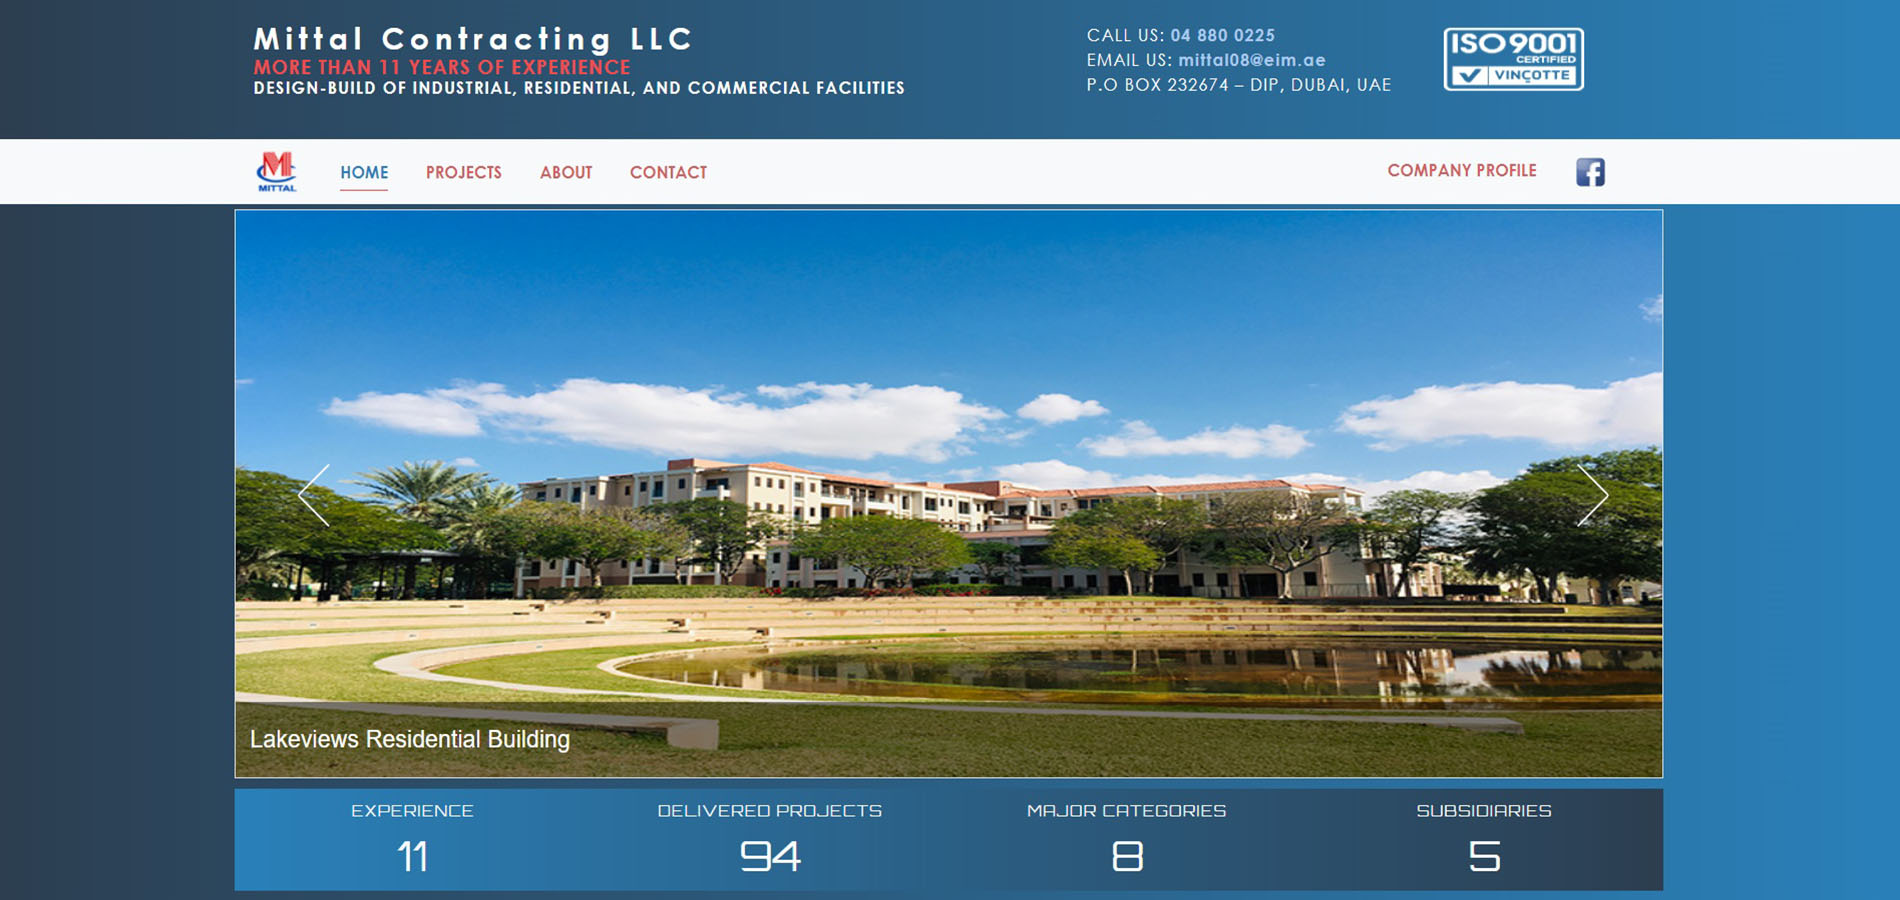 Mittal Contracting LLC
MORE THAN 11 YEARS OF EXPERIENCE
DESIGN-BUILD OF INDUSTRIAL, RESIDENTIAL, AND COMMERCIAL FACILITIES
CALL US: 04 880 0225
EMAIL US: mittal08@eim.ae
P.O BOX 232674 – DIP, DUBAI, UAE
ISO 9001
CERTIFIED
VINÇOTTE
M
MITTAL
HOME
PROJECTS
ABOUT
CONTACT
COMPANY PROFILE
f
Lakeviews Residential Building
EXPERIENCE
11
DELIVERED PROJECTS
94
MAJOR CATEGORIES
8
SUBSIDIARIES
5